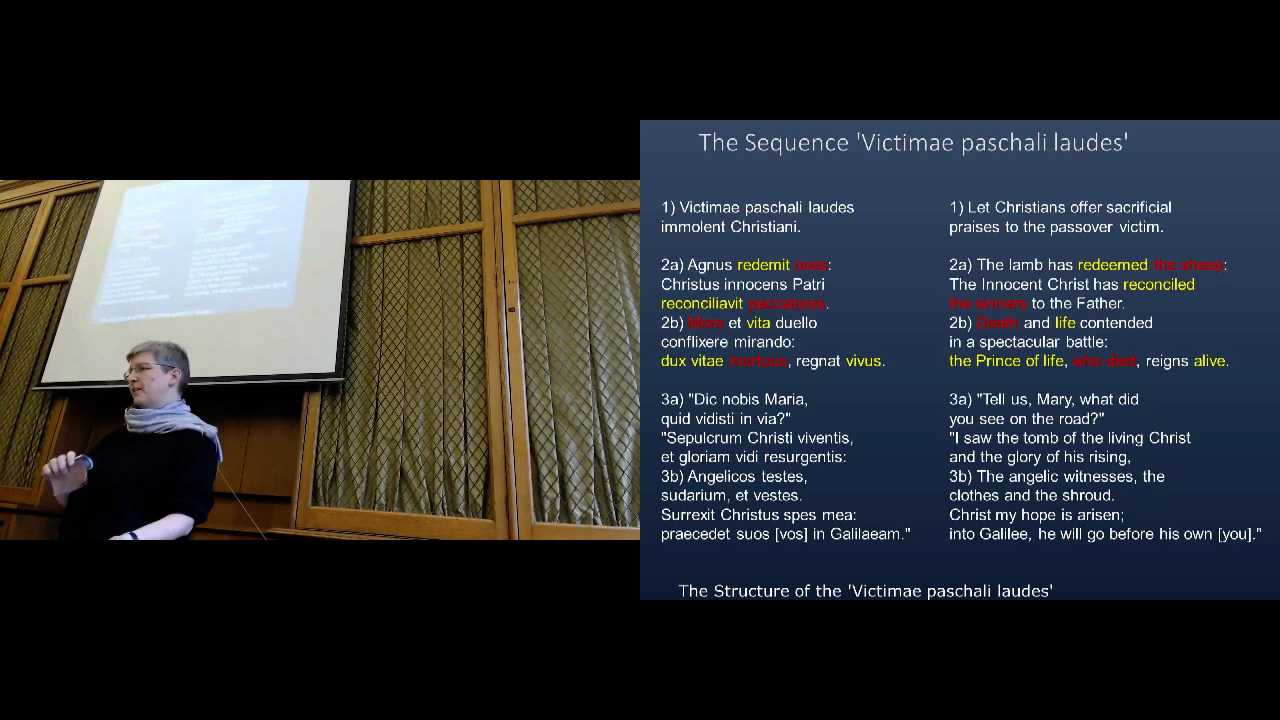 The Sequence 'Victimae paschali laudes'
1) Victimae paschali laudes
immolent Christiani.
2a) Agnus redemit oves:
Christus innocens Patri
reconciliavit peccatores.
2b) Mors et vita duello
conflixere mirando:
dux vitae mortuus, regnat vivus.
3a) "Dic nobis Maria,
quid vidisti in via?"
"Sepulcrum Christi viventis,
et gloriam vidi resurgentis:
3b) Angelicos testes,
sudarium, et vestes.
Surrexit Christus spes mea:
praecedet suos [vos] in Galilaeam."
1) Let Christians offer sacrificial
praises to the passover victim.
2a) The lamb has redeemed the sheep:
The Innocent Christ has reconciled
the sinners to the Father.
2b) Death and life contended
in a spectacular battle:
the Prince of life, who died, reigns alive.
3a) "Tell us, Mary, what did
you see on the road?"
"I saw the tomb of the living Christ
and the glory of his rising,
3b) The angelic witnesses, the
clothes and the shroud.
Christ my hope is arisen;
into Galilee, he will go before his own [you]."
The Structure of the 'Victimae paschali laudes'